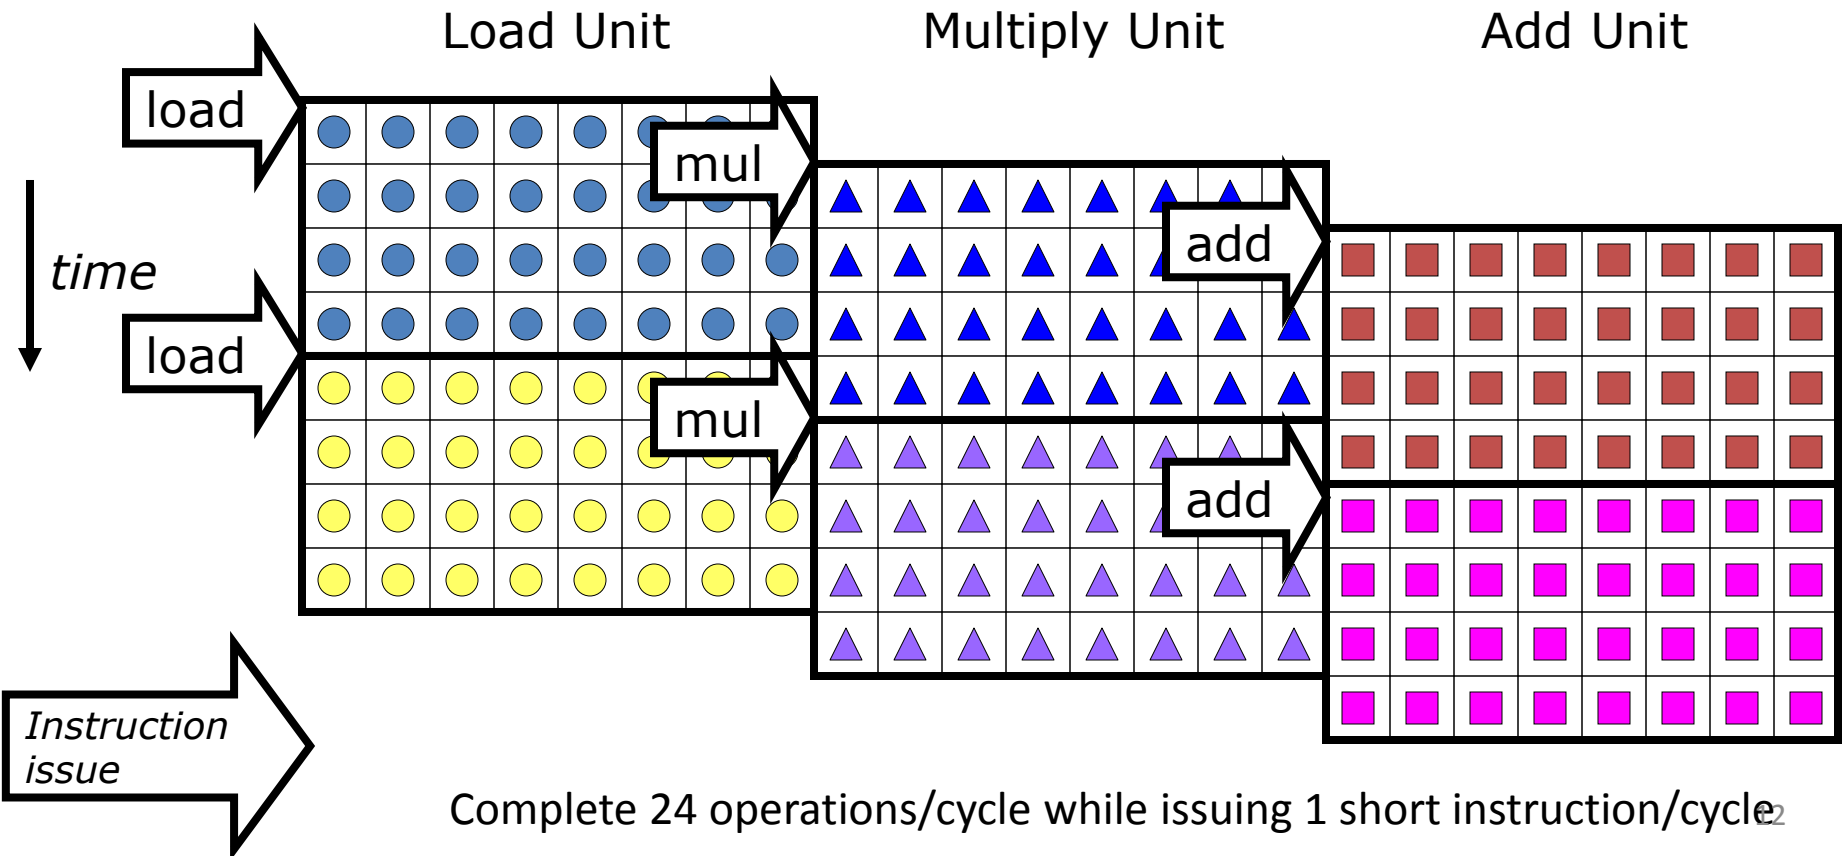 Load Unit
Multiply Unit
Add Unit
load
mul
add
time
load
mul
add
Instruction
issue
Complete 24 operations/cycle while issuing 1 short instruction/cycle
12